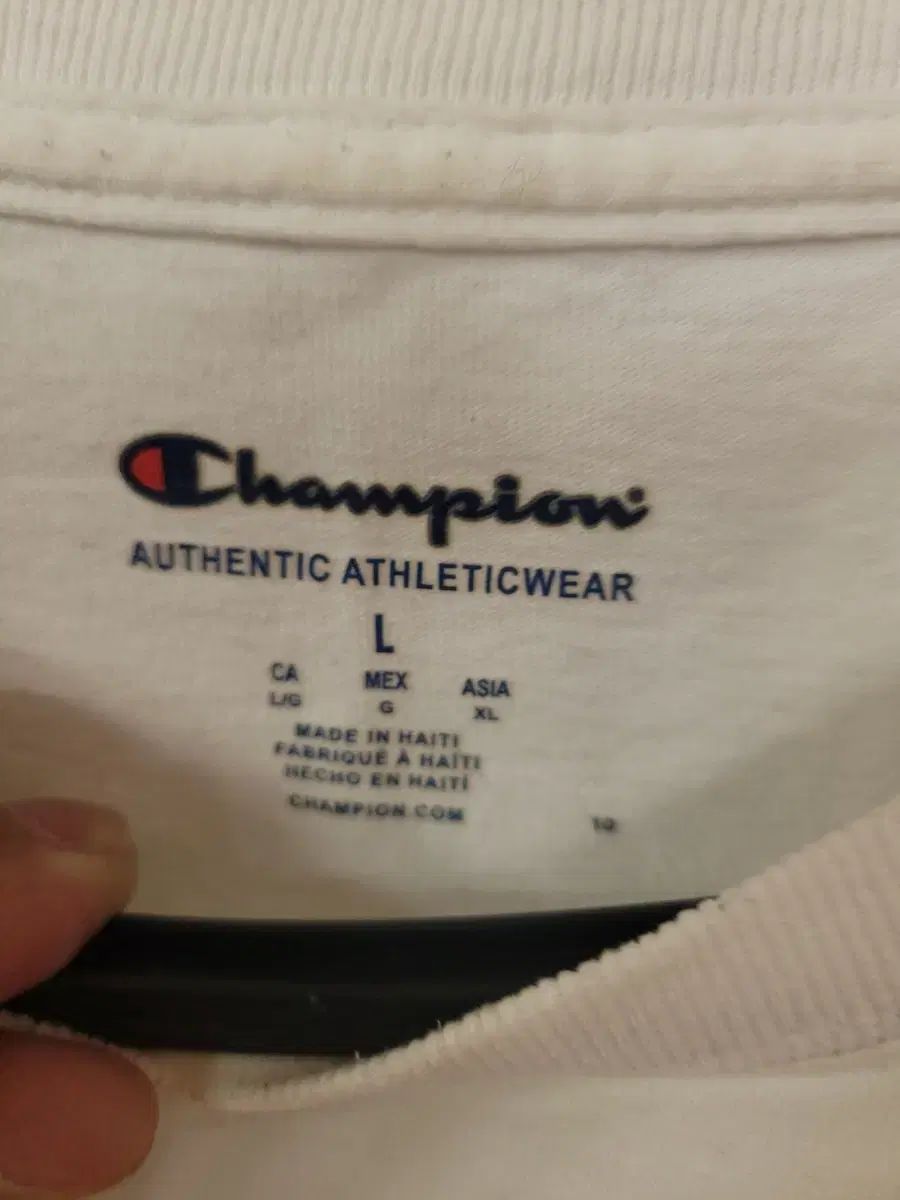 Champion
AUTHENTIC ATHLETICWEAR
L
CA MEX ASIA
L/G G XL
MADE IN HAITI
FABRIQUÉ À HAÏTI
HECHO EN HAITÍ
CHAMPION.COM